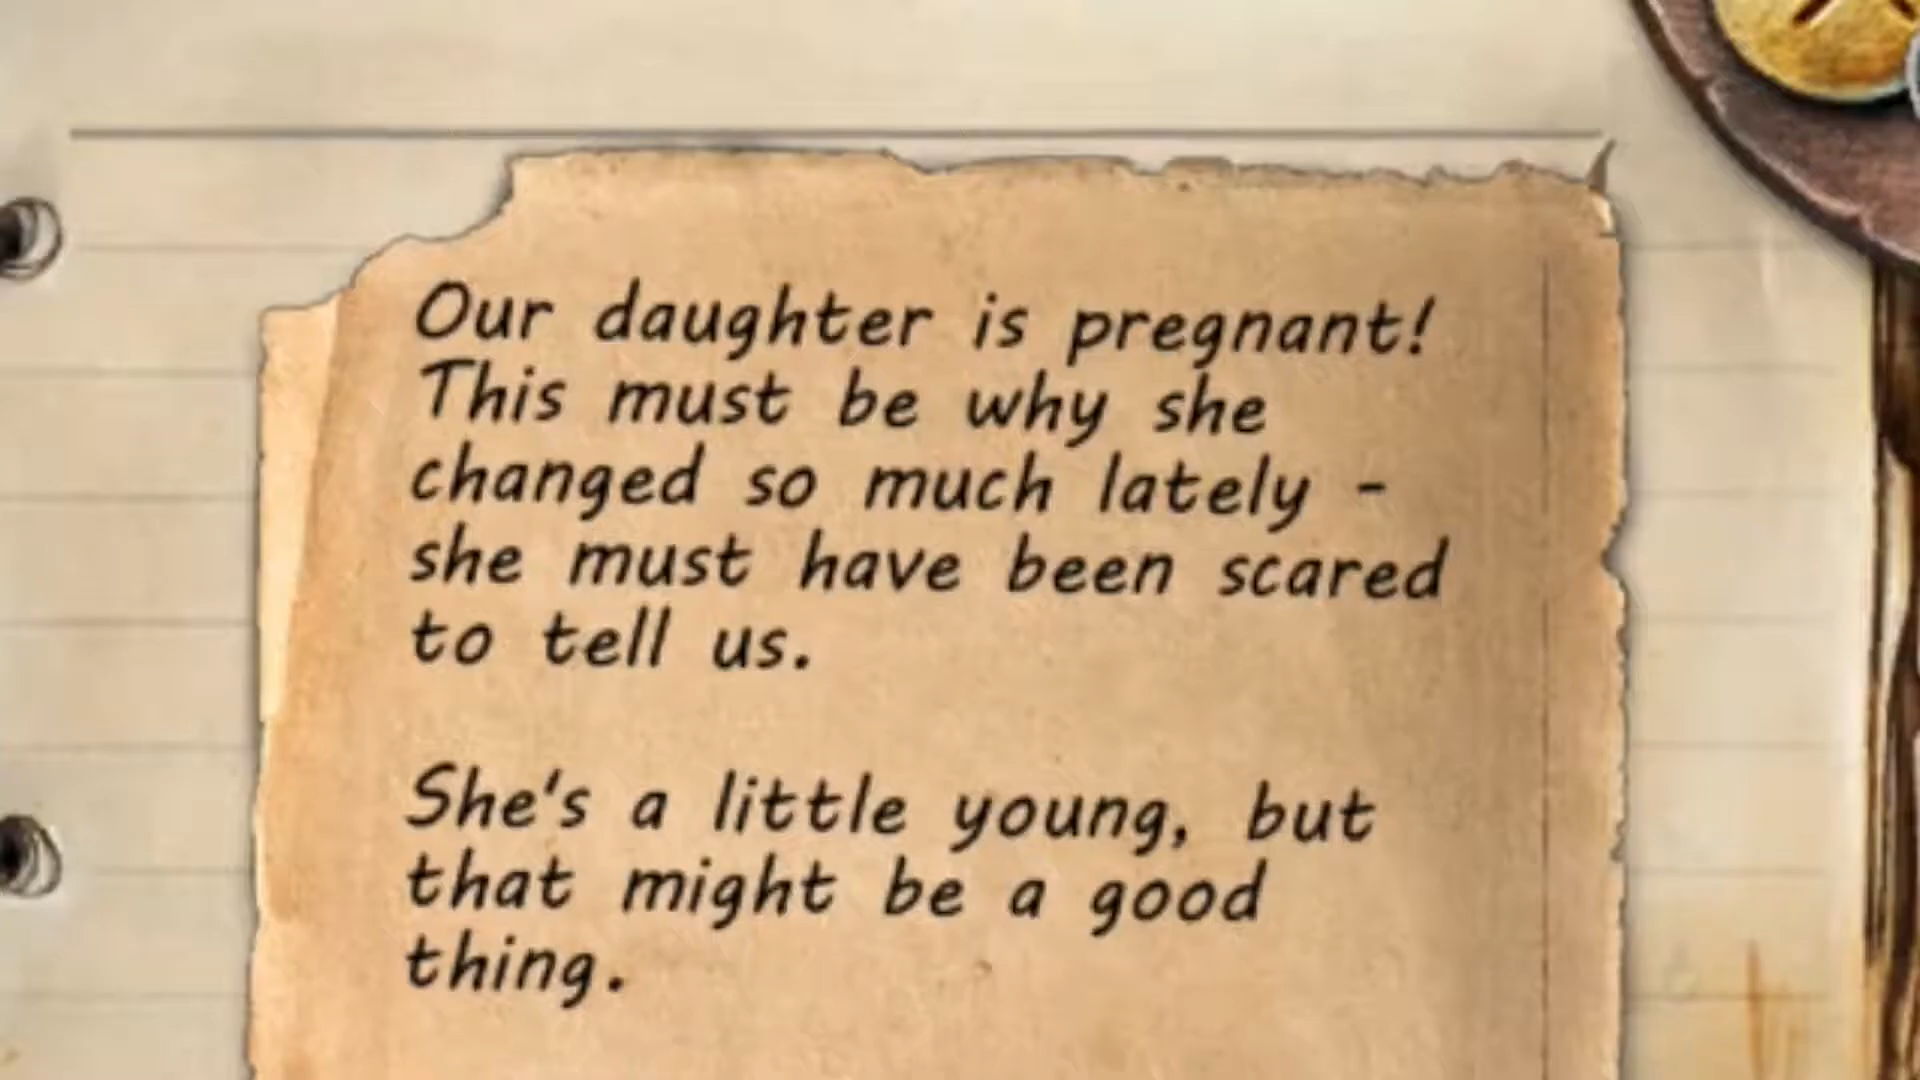 Our daughter is pregnant!
This must be why she
changed so much lately -
she must have been scared
to tell us.
She's a little young, but
that might be a good
thing.